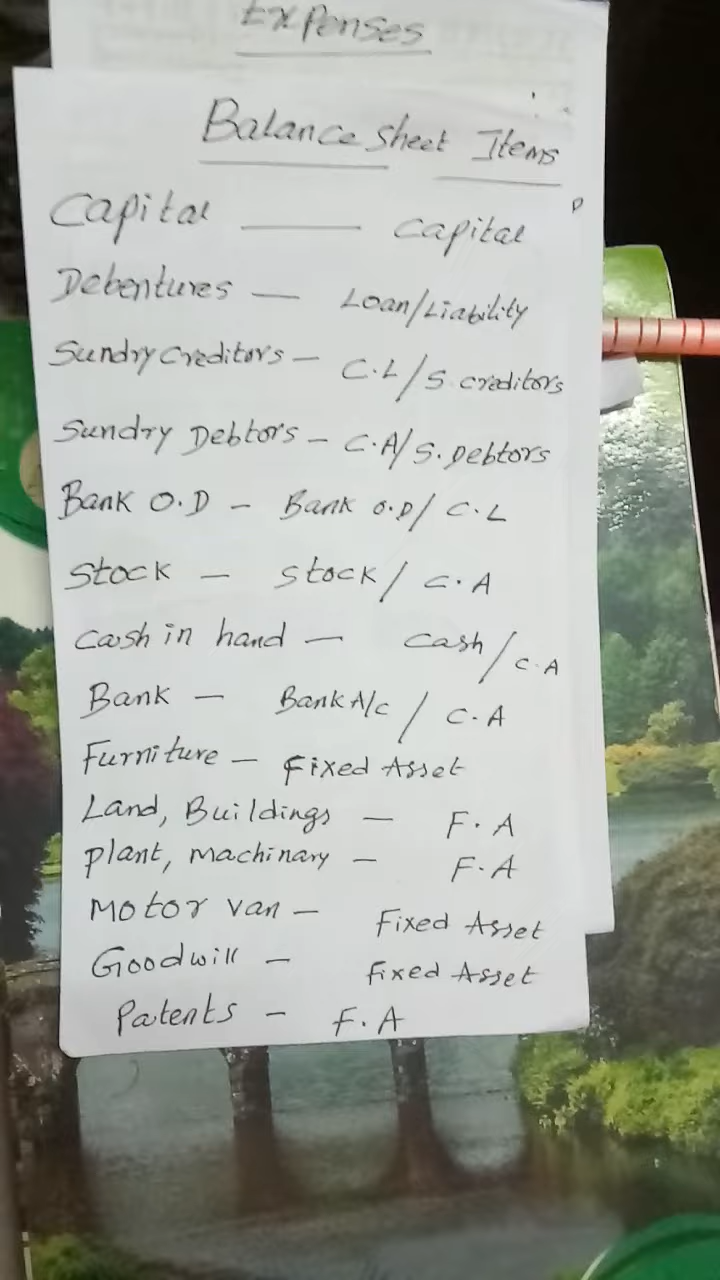 Expenses
Balance Sheet Items
Capital — Capital
Debentures — Loan/Liability
Sundry Creditors — C.L/S.creditors
Sundry Debtors — C.A/S.Debtors
Bank O.D — Bank O.D/C.L
Stock — Stock/C.A
Cash in hand — Cash/C.A
Bank — Bank A/c/C.A
Furniture — Fixed Asset
Land, Buildings — F.A
Plant, Machinary — F.A
Motor van — Fixed Asset
Goodwill — Fixed Asset
Patents — F.A